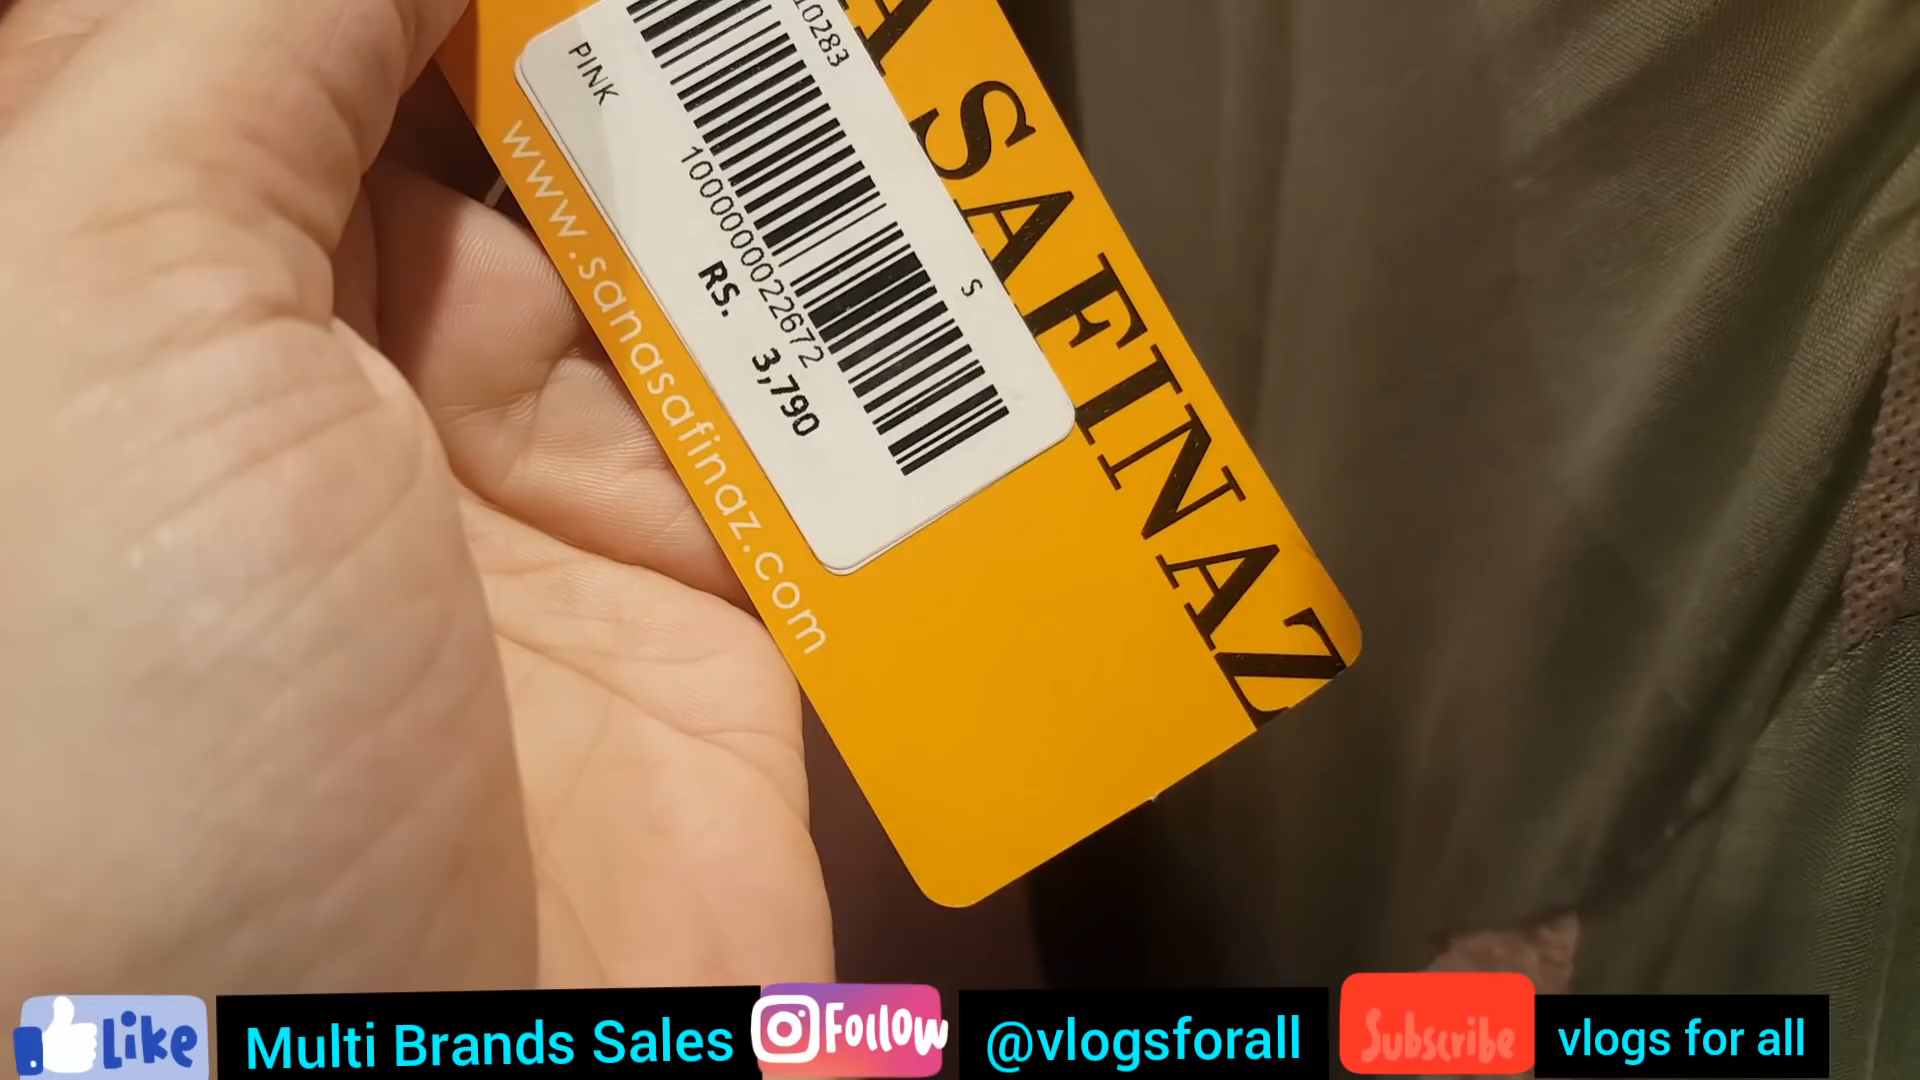 10283
PINK
S
1000000022672
RS. 3,790
SAFINAZ
www.sanasafinaz.com
Like
Multi Brands Sales
Follow
@vlogsforall
Subscribe
vlogs for all